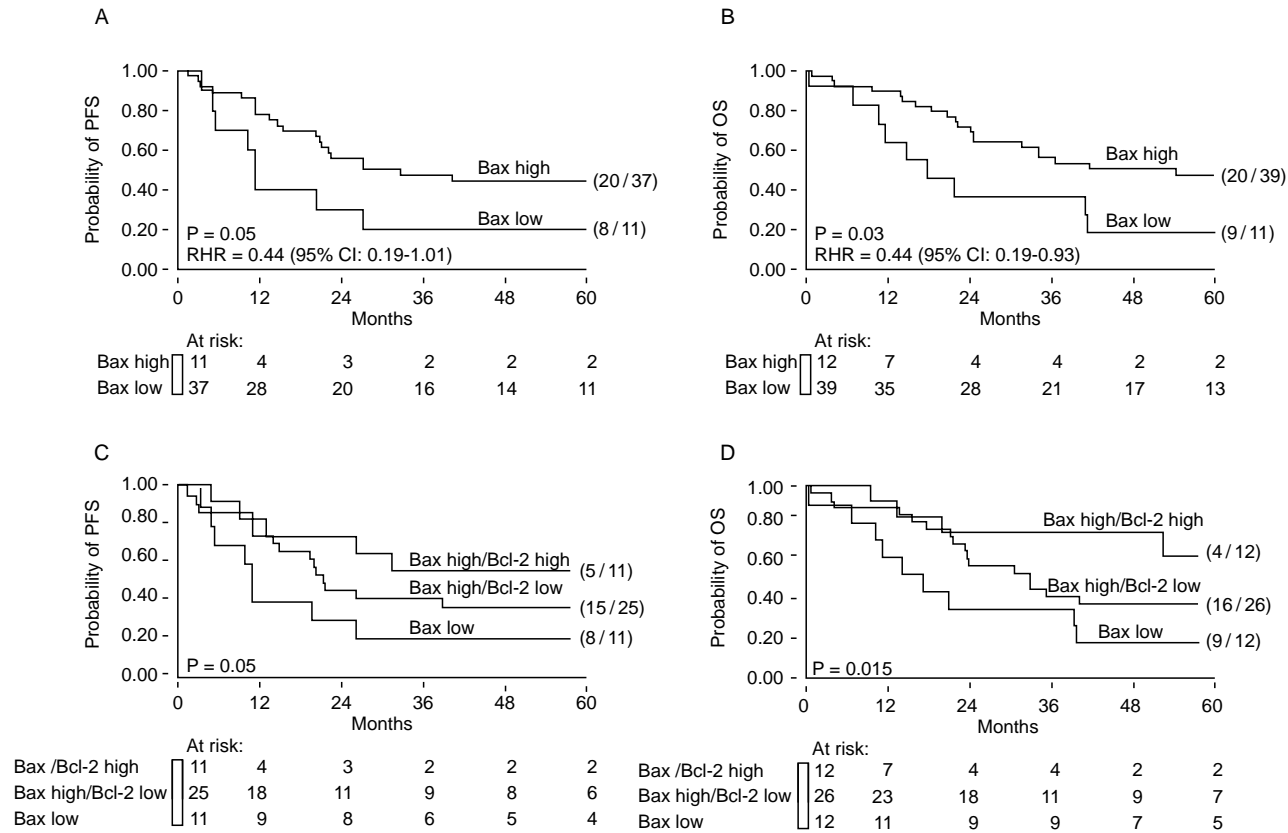 A
Probability of PFS
1.00
0.80
0.60
0.40
0.20
0.00
Bax high
(20 / 37)
Bax low
(8 / 11)
P = 0.05
RHR = 0.44 (95% CI: 0.19-1.01)
0 12 24 36 48 60
Months
At risk:
Bax high 11 4 3 2 2 2
Bax low 37 28 20 16 14 11
B
Probability of OS
1.00
0.80
0.60
0.40
0.20
0.00
Bax high
(20 / 39)
Bax low
(9 / 11)
P = 0.03
RHR = 0.44 (95% CI: 0.19-0.93)
0 12 24 36 48 60
Months
At risk:
Bax high 12 7 4 4 2 2
Bax low 39 35 28 21 17 13
C
Probability of PFS
1.00
0.80
0.60
0.40
0.20
0.00
Bax high/Bcl-2 high
(5 / 11)
Bax high/Bcl-2 low
(15 / 25)
Bax low
(8 / 11)
P = 0.05
0 12 24 36 48 60
Months
At risk:
Bax /Bcl-2 high 11 4 3 2 2 2
Bax high/Bcl-2 low 25 18 11 9 8 6
Bax low 11 9 8 6 5 4
D
Probability of OS
1.00
0.80
0.60
0.40
0.20
0.00
Bax high/Bcl-2 high
(4 / 12)
Bax high/Bcl-2 low
(16 / 26)
Bax low
(9 / 12)
P = 0.015
0 12 24 36 48 60
Months
At risk:
Bax /Bcl-2 high 12 7 4 4 2 2
Bax high/Bcl-2 low 26 23 18 11 9 7
Bax low 12 11 9 9 7 5